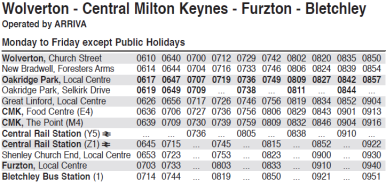 Wolverton - Central Milton Keynes - Furzton - Bletchley
Operated by ARRIVA
Monday to Friday except Public Holidays
Wolverton, Church Street 0610 0640 0700 0712 0729 0742 0802 0820 0835 0850
New Bradwell, Foresters Arms 0614 0644 0704 0716 0733 0746 0806 0824 0839 0854
Oakridge Park, Local Centre 0617 0647 0707 0719 0736 0749 0809 0827 0842 0857
Oakridge Park, Selkirk Drive 0619 0649 0709 ... 0738 ... 0811 ... 0844 ...
Great Linford, Local Centre 0626 0656 0717 0726 0746 0756 0819 0834 0852 0904
CMK, Food Centre (E4) 0636 0706 0727 0736 0756 0806 0829 0843 0901 0913
CMK, The Point (M4) 0639 0709 0730 0739 0759 0809 0832 0846 0904 0916
Central Rail Station (Y5) ... ... 0736 ... 0805 ... 0838 ... 0910 ...
Central Rail Station (Z1) 0645 0715 ... 0745 ... 0815 ... 0852 ... 0922
Shenley Church End, Local Centre 0653 0723 ... 0753 ... 0823 ... 0900 ... 0930
Furzton, Local Centre 0703 0733 ... 0803 ... 0833 ... 0910 ... 0940
Bletchley Bus Station (1) 0714 0744 ... 0819 ... 0850 ... 0921 ... 0951